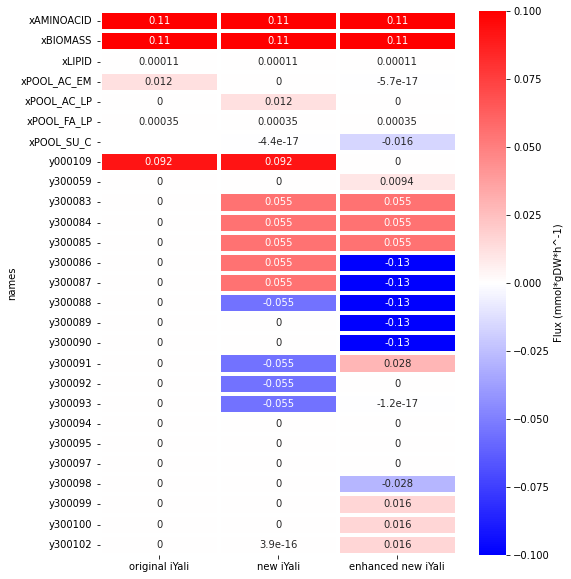 xAMINOACID 0.11 0.11 0.11
xBIOMASS 0.11 0.11 0.11
xLIPID 0.00011 0.00011 0.00011
xPOOL_AC_EM 0.012 0 -5.7e-17
xPOOL_AC_LP 0 0.012 0
xPOOL_FA_LP 0.00035 0.00035 0.00035
xPOOL_SU_C -4.4e-17 -0.016
y000109 0.092 0.092 0
y300059 0 0 0.0094
y300083 0 0.055 0.055
y300084 0 0.055 0.055
y300085 0 0.055 0.055
y300086 0 0.055 -0.13
y300087 0 0.055 -0.13
y300088 0 -0.055 -0.13
y300089 0 0 -0.13
y300090 0 0 -0.13
y300091 0 -0.055 0.028
y300092 0 -0.055 0
y300093 0 -0.055 -1.2e-17
y300094 0 0 0
y300095 0 0 0
y300097 0 0 0
y300098 0 0 -0.028
y300099 0 0 0.016
y300100 0 0 0.016
y300102 0 3.9e-16 0.016
original iYali new iYali enhanced new iYali
names
0.100
0.075
0.050
0.025
0.000
−0.025
−0.050
−0.075
−0.100
Flux (mmol*gDW*h^-1)